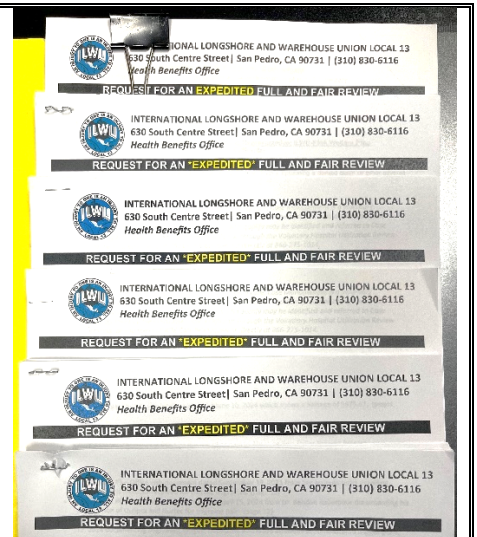 IONAL LONGSHORE AND WAREHOUSE UNION LOCAL 13
630 South Centre Street| San Pedro, CA 90731 | (310) 830-6116
Health Benefits Office
REQUEST FOR AN EXPEDITED FULL AND FAIR REVIEW
ILWU
INTERNATIONAL LONGSHORE AND WAREHOUSE UNION LOCAL 13
630 South Centre Street| San Pedro, CA 90731 | (310) 830-6116
Health Benefits Office
REQUEST FOR AN *EXPEDITED* FULL AND FAIR REVIEW
ILWU
INTERNATIONAL LONGSHORE AND WAREHOUSE UNION LOCAL 13
630 South Centre Street| San Pedro, CA 90731 | (310) 830-6116
Health Benefits Office
REQUEST FOR AN *EXPEDITED* FULL AND FAIR REVIEW
ILWU
INTERNATIONAL LONGSHORE AND WAREHOUSE UNION LOCAL 13
630 South Centre Street| San Pedro, CA 90731 | (310) 830-6116
Health Benefits Office
REQUEST FOR AN *EXPEDITED* FULL AND FAIR REVIEW
ILWU
INTERNATIONAL LONGSHORE AND WAREHOUSE UNION LOCAL 13
630 South Centre Street| San Pedro, CA 90731 | (310) 830-6116
Health Benefits Office
REQUEST FOR AN *EXPEDITED* FULL AND FAIR REVIEW
ILWU
INTERNATIONAL LONGSHORE AND WAREHOUSE UNION LOCAL 13
630 South Centre Street| San Pedro, CA 90731 | (310) 830-6116
Health Benefits Office
REQUEST FOR AN *EXPEDITED* FULL AND FAIR REVIEW